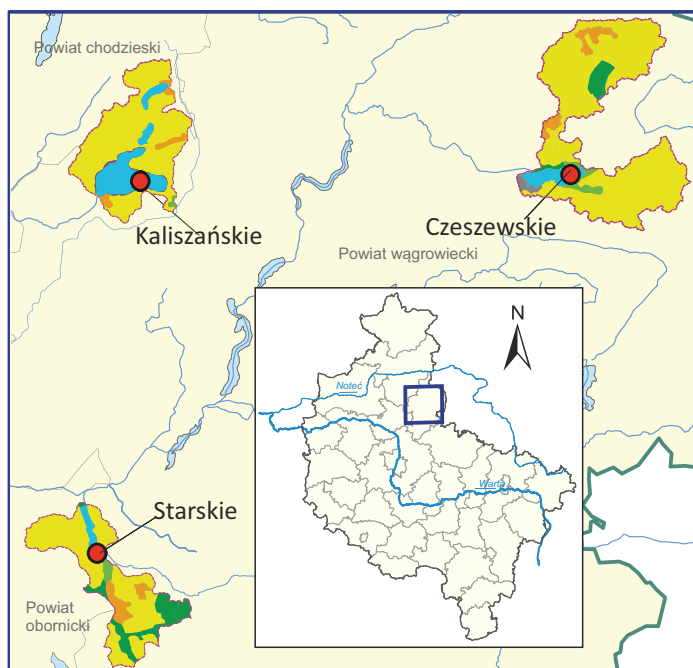 Powiat chodzieski
Kaliszańskie
Czeszewskie
Powiat wągrowiecki
N
Noteć
Warta
Starskie
Powiat
obornicki